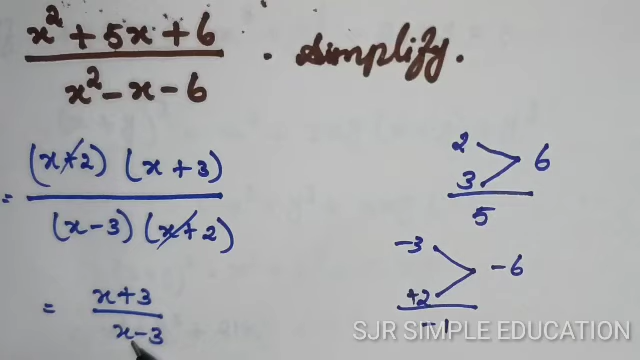 x² + 5x + 6
x² - x - 6
. Simplify.
= (x+2) (x+3)
(x-3) (x+2)
= x+3
x-3
2
3
6
5
-3
+2
-6
-1
SJR SIMPLE EDUCATION